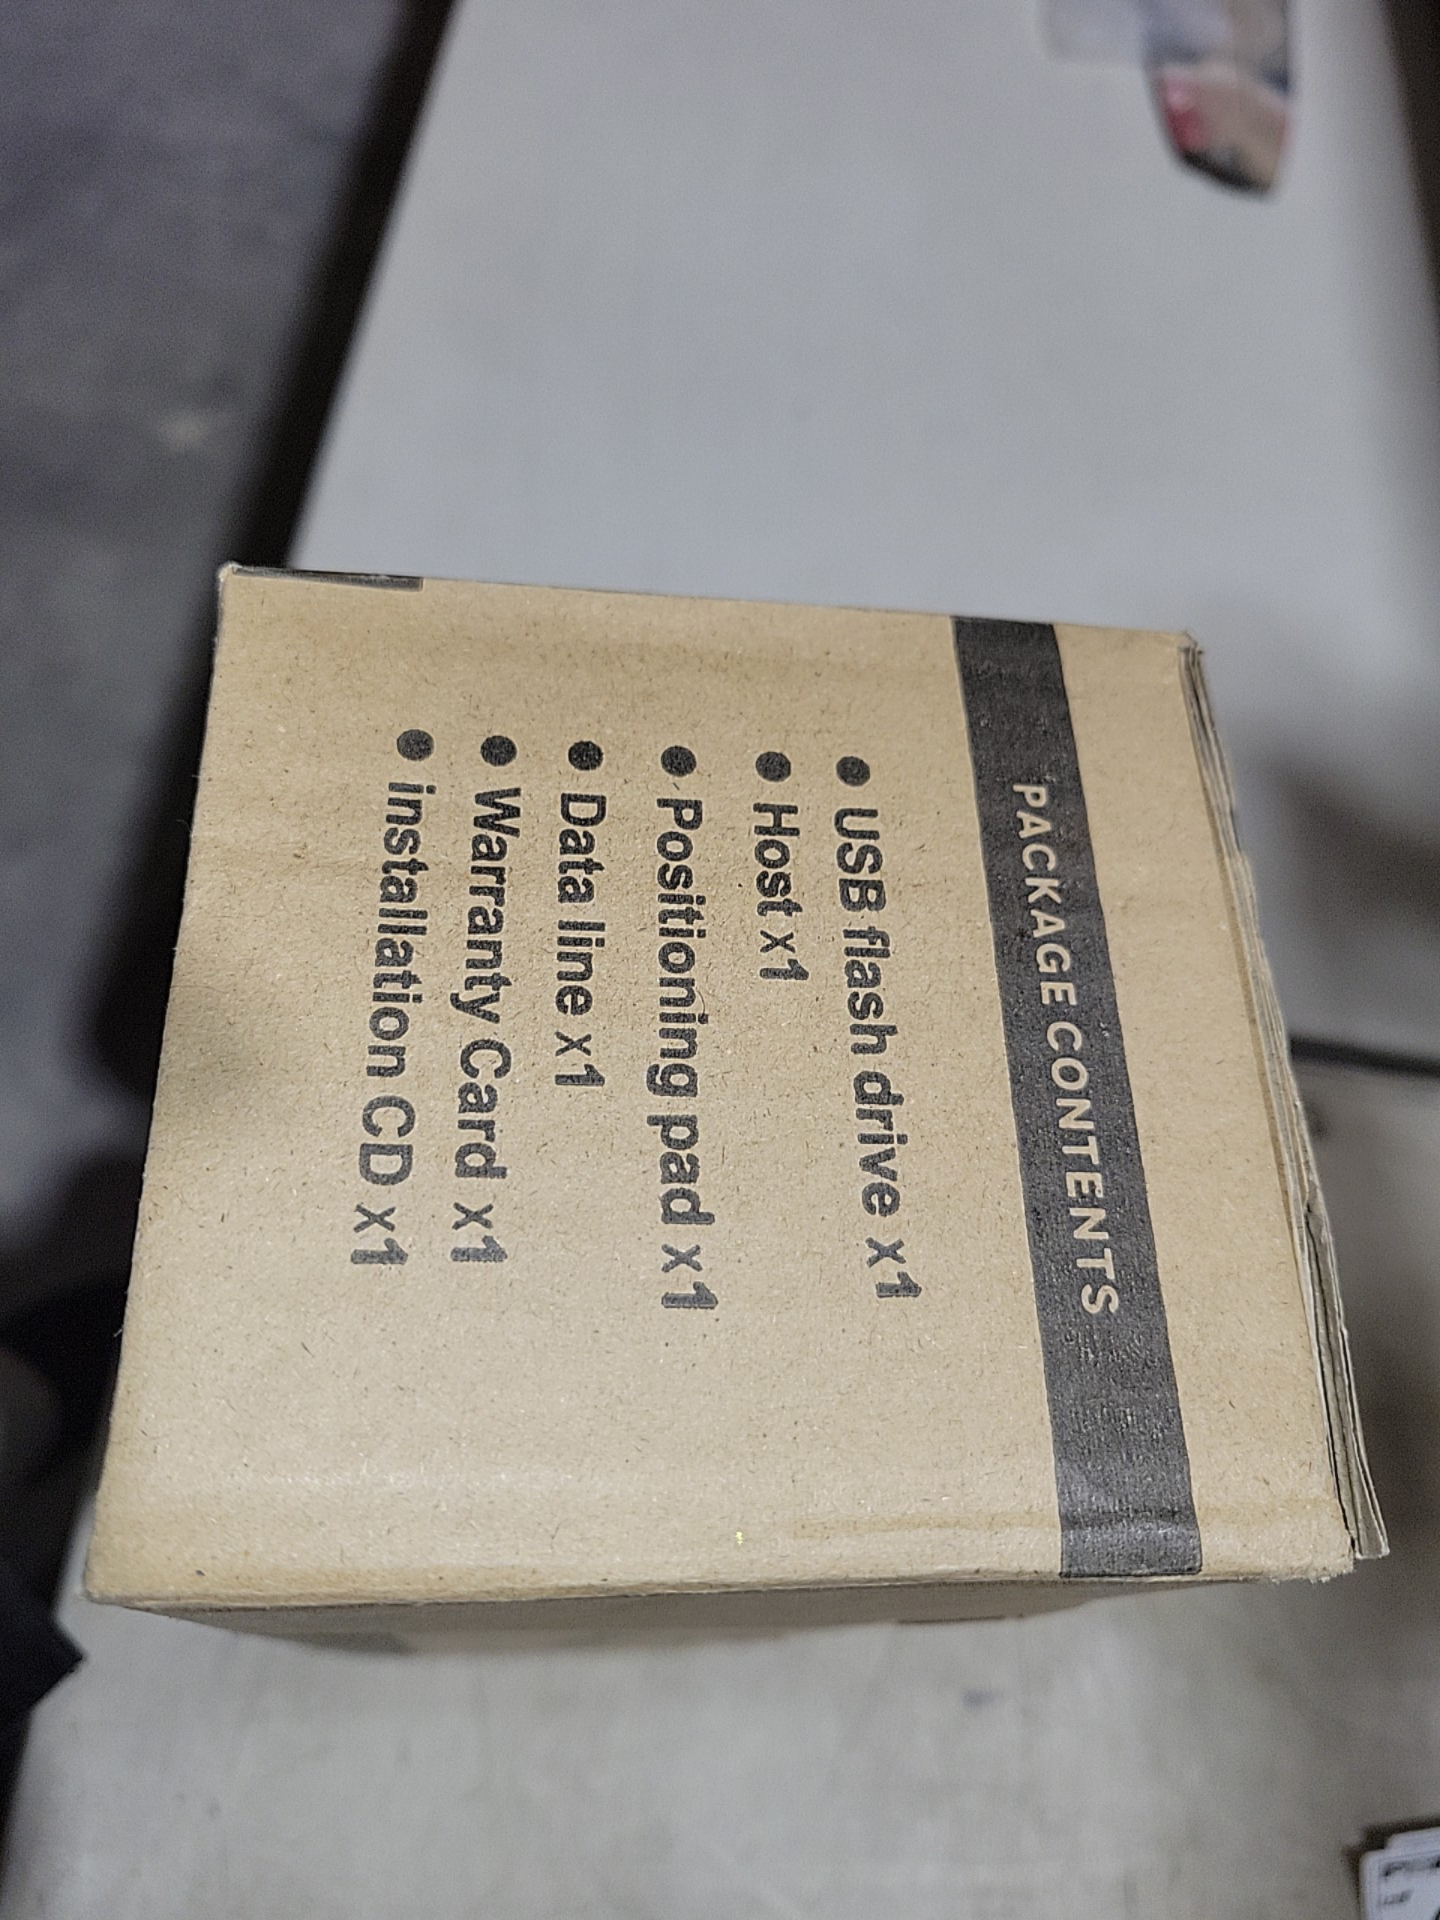 PACKAGE CONTENTS
● USB flash drive x1
● Host x1
● Positioning pad x1
● Data line x1
● Warranty Card x1
● installation CD x1